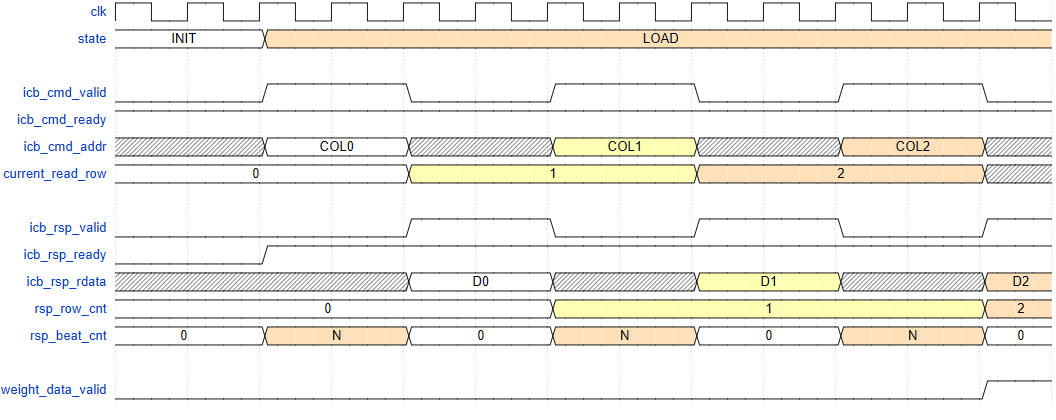 clk
state INIT LOAD
icb_cmd_valid
icb_cmd_ready
icb_cmd_addr COL0 COL1 COL2
current_read_row 0 1 2
icb_rsp_valid
icb_rsp_ready
icb_rsp_rdata D0 D1 D2
rsp_row_cnt 0 1 2
rsp_beat_cnt 0 N 0 N 0 N 0
weight_data_valid